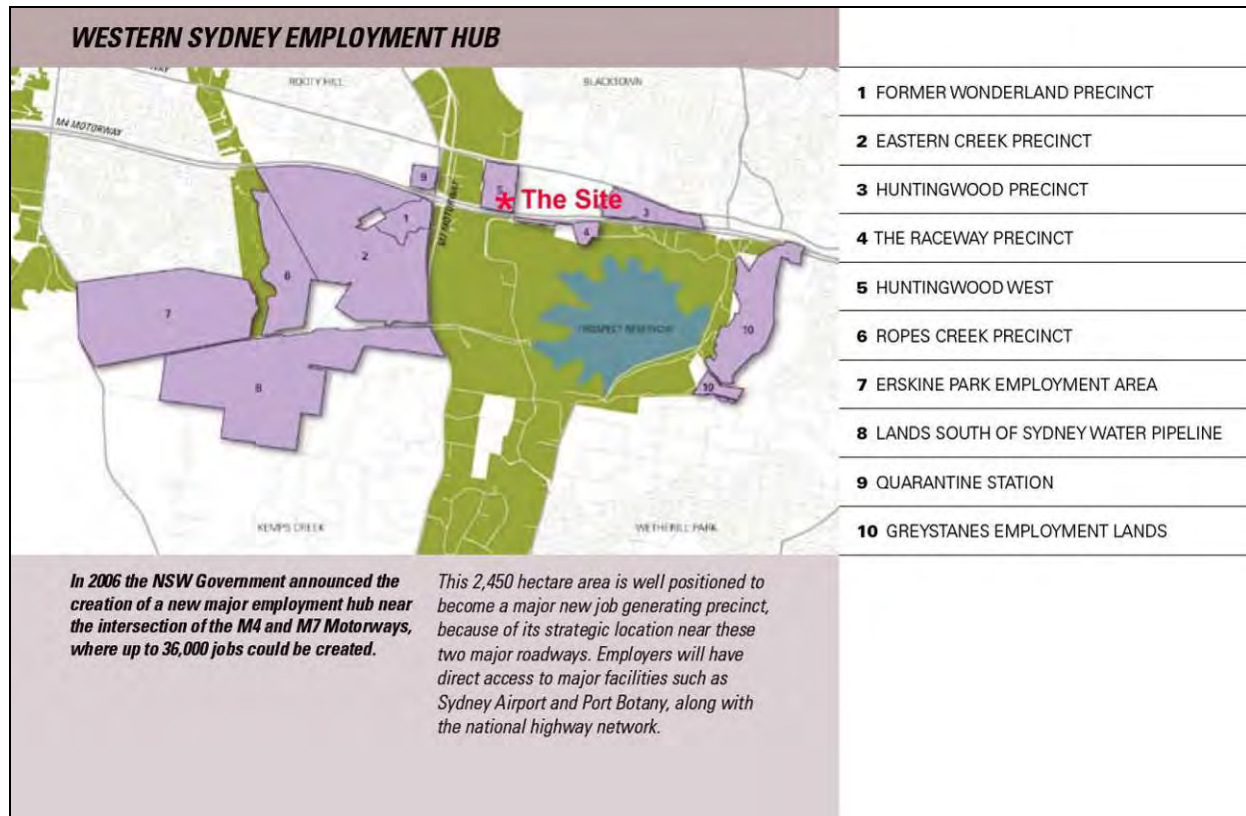 WESTERN SYDNEY EMPLOYMENT HUB
ROOTY HILL
BLACKTOWN
M4 MOTORWAY
9
5
The Site
3
1
M7 MOTORWAY
4
2
6
7
PROSPECT RESERVOIR
10
8
10
KEMPS CREEK
WETHERILL PARK
1 FORMER WONDERLAND PRECINCT
2 EASTERN CREEK PRECINCT
3 HUNTINGWOOD PRECINCT
4 THE RACEWAY PRECINCT
5 HUNTINGWOOD WEST
6 ROPES CREEK PRECINCT
7 ERSKINE PARK EMPLOYMENT AREA
8 LANDS SOUTH OF SYDNEY WATER PIPELINE
9 QUARANTINE STATION
10 GREYSTANES EMPLOYMENT LANDS
In 2006 the NSW Government announced the
creation of a new major employment hub near
the intersection of the M4 and M7 Motorways,
where up to 36,000 jobs could be created.
This 2,450 hectare area is well positioned to
become a major new job generating precinct,
because of its strategic location near these
two major roadways. Employers will have
direct access to major facilities such as
Sydney Airport and Port Botany, along with
the national highway network.